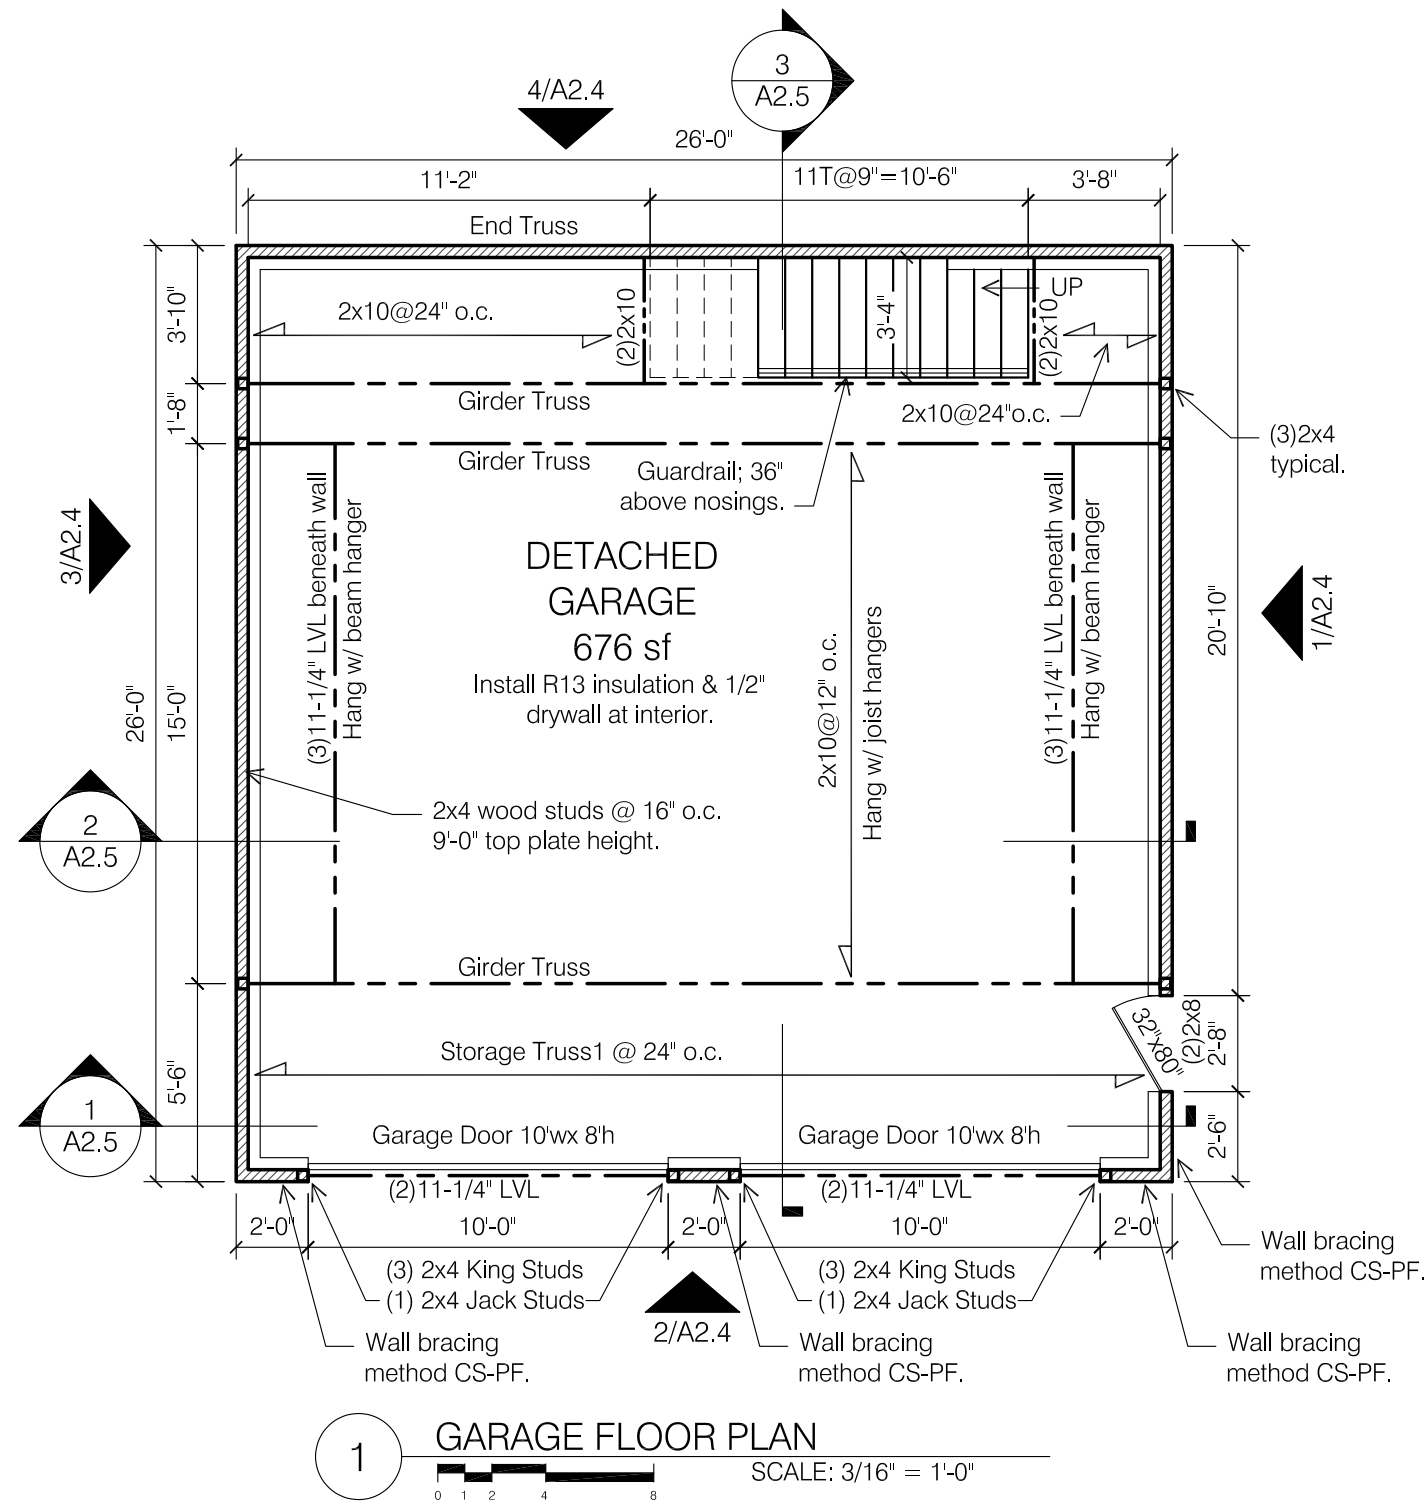 3
A2.5
4/A2.4
26'-0"
11'-2"
11T@9"=10'-6"
3'-8"
End Truss
UP
2x10@24" o.c.
(2)2x10
3'-4"
(2)2x10
3'-10"
Girder Truss
2x10@24"o.c.
1'-8"
(3)2x4
typical.
Girder Truss
Guardrail; 36"
above nosings.
3/A2.4
(3)11-1/4" LVL beneath wall
Hang w/ beam hanger
DETACHED
GARAGE
676 sf
Install R13 insulation & 1/2"
drywall at interior.
2x10@12" o.c.
Hang w/ joist hangers
(3)11-1/4" LVL beneath wall
Hang w/ beam hanger
20'-10"
1/A2.4
26'-0"
15'-0"
2x4 wood studs @ 16" o.c.
9'-0" top plate height.
2
A2.5
Girder Truss
32"x80"
(2)2x8
2'-8"
Storage Truss1 @ 24" o.c.
5'-6"
1
A2.5
Garage Door 10'wx 8'h
Garage Door 10'wx 8'h
2'-6"
(2)11-1/4" LVL
(2)11-1/4" LVL
2'-0"
10'-0"
2'-0"
10'-0"
2'-0"
Wall bracing
method CS-PF.
(3) 2x4 King Studs
(1) 2x4 Jack Studs
(3) 2x4 King Studs
(1) 2x4 Jack Studs
2/A2.4
Wall bracing
method CS-PF.
Wall bracing
method CS-PF.
Wall bracing
method CS-PF.
1
GARAGE FLOOR PLAN
SCALE: 3/16" = 1'-0"
0 1 2 4 8